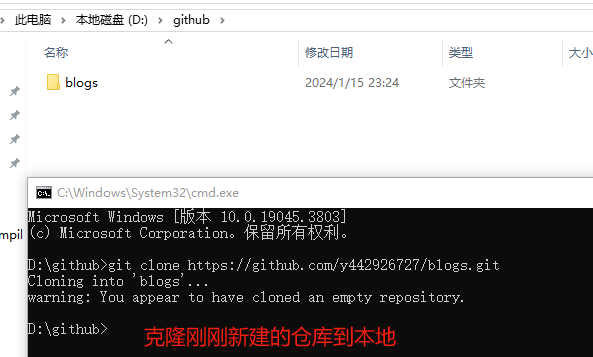 此电脑 > 本地磁盘 (D:) > github >
名称 修改日期 类型 大小
blogs 2024/1/15 23:24 文件夹
C:\Windows\System32\cmd.exe
Microsoft Windows [版本 10.0.19045.3803]
(c) Microsoft Corporation。保留所有权利。
mpil
D:\github>git clone https://github.com/y442926727/blogs.git
Cloning into 'blogs'...
warning: You appear to have cloned an empty repository.
D:\github>
克隆刚刚新建的仓库到本地